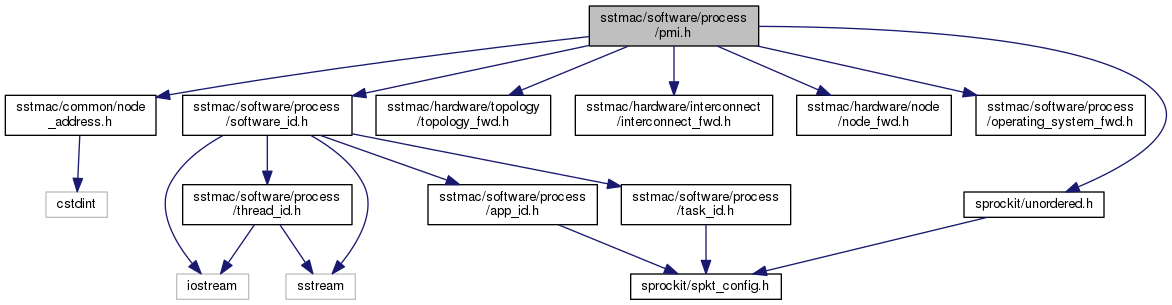 sstmac/software/process
/pmi.h
sstmac/common/node
_address.h
sstmac/software/process
/software_id.h
sstmac/hardware/topology
/topology_fwd.h
sstmac/hardware/interconnect
/interconnect_fwd.h
sstmac/hardware/node
/node_fwd.h
sstmac/software/process
/operating_system_fwd.h
cstdint
sstmac/software/process
/thread_id.h
sstmac/software/process
/app_id.h
sstmac/software/process
/task_id.h
sprockit/unordered.h
iostream
sstream
sprockit/spkt_config.h